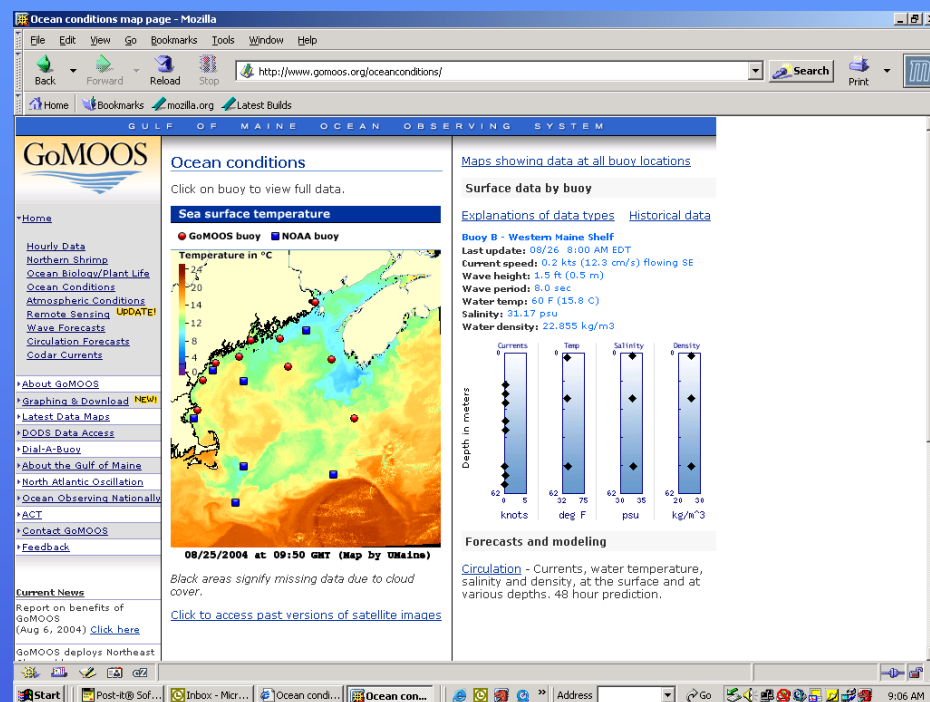 Ocean conditions map page - Mozilla
File Edit View Go Bookmarks Tools Window Help
Back Forward Reload Stop http://www.gomoos.org/oceanconditions/ Search Print
Home Bookmarks mozilla.org Latest Builds
GULF OF MAINE OCEAN OBSERVING SYSTEM
GoMOOS
Home
Hourly Data
Northern Shrimp
Ocean Biology/Plant Life
Ocean Conditions
Atmospheric Conditions
Remote Sensing UPDATE!
Wave Forecasts
Circulation Forecasts
Codar Currents
About GoMOOS
Graphing & Download NEW!
Latest Data Maps
DODS Data Access
Dial-A-Buoy
About the Gulf of Maine
North Atlantic Oscillation
Ocean Observing Nationally
ACT
Contact GoMOOS
Feedback
Current News
Report on benefits of
GoMOOS
(Aug 6, 2004) Click here
GoMOOS deploys Northeast
Ocean conditions
Click on buoy to view full data.
Sea surface temperature
GoMOOS buoy NOAA buoy
Temperature in °C
24
20
14
12
8
4
0
08/25/2004 at 09:50 GMT (Map by UMaine)
Black areas signify missing data due to cloud
cover.
Click to access past versions of satellite images
Maps showing data at all buoy locations
Surface data by buoy
Explanations of data types Historical data
Buoy B - Western Maine Shelf
Last update: 08/26 8:00 AM EDT
Current speed: 0.2 kts (12.3 cm/s) flowing SE
Wave height: 1.5 ft (0.5 m)
Wave period: 8.0 sec
Water temp: 60 F (15.8 C)
Salinity: 31.17 psu
Water density: 22.855 kg/m3
Currents Temp Salinity Density
0 0 0 0
Depth in meters
62 62 62 62
0 5 32 75 30 35 20 30
knots deg F psu kg/m^3
Forecasts and modeling
Circulation - Currents, water temperature,
salinity and density, at the surface and at
various depths. 48 hour prediction.
Start Post-it® Sof... Inbox - Micr... Ocean condi... Ocean con... » Address Go 9:06 AM